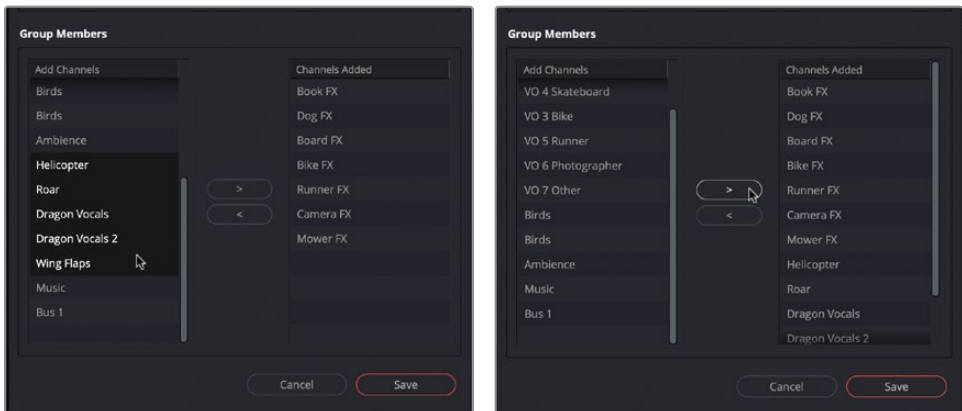 Group Members
Add Channels
Birds
Birds
Ambience
Helicopter
Roar
Dragon Vocals
Dragon Vocals 2
Wing Flaps
Music
Bus 1
>
<
Channels Added
Book FX
Dog FX
Board FX
Bike FX
Runner FX
Camera FX
Mower FX
Cancel
Save
Group Members
Add Channels
VO 4 Skateboard
VO 3 Bike
VO 5 Runner
VO 6 Photographer
VO 7 Other
Birds
Birds
Ambience
Music
Bus 1
>
<
Channels Added
Book FX
Dog FX
Board FX
Bike FX
Runner FX
Camera FX
Mower FX
Helicopter
Roar
Dragon Vocals
Dragon Vocals 2
Cancel
Save